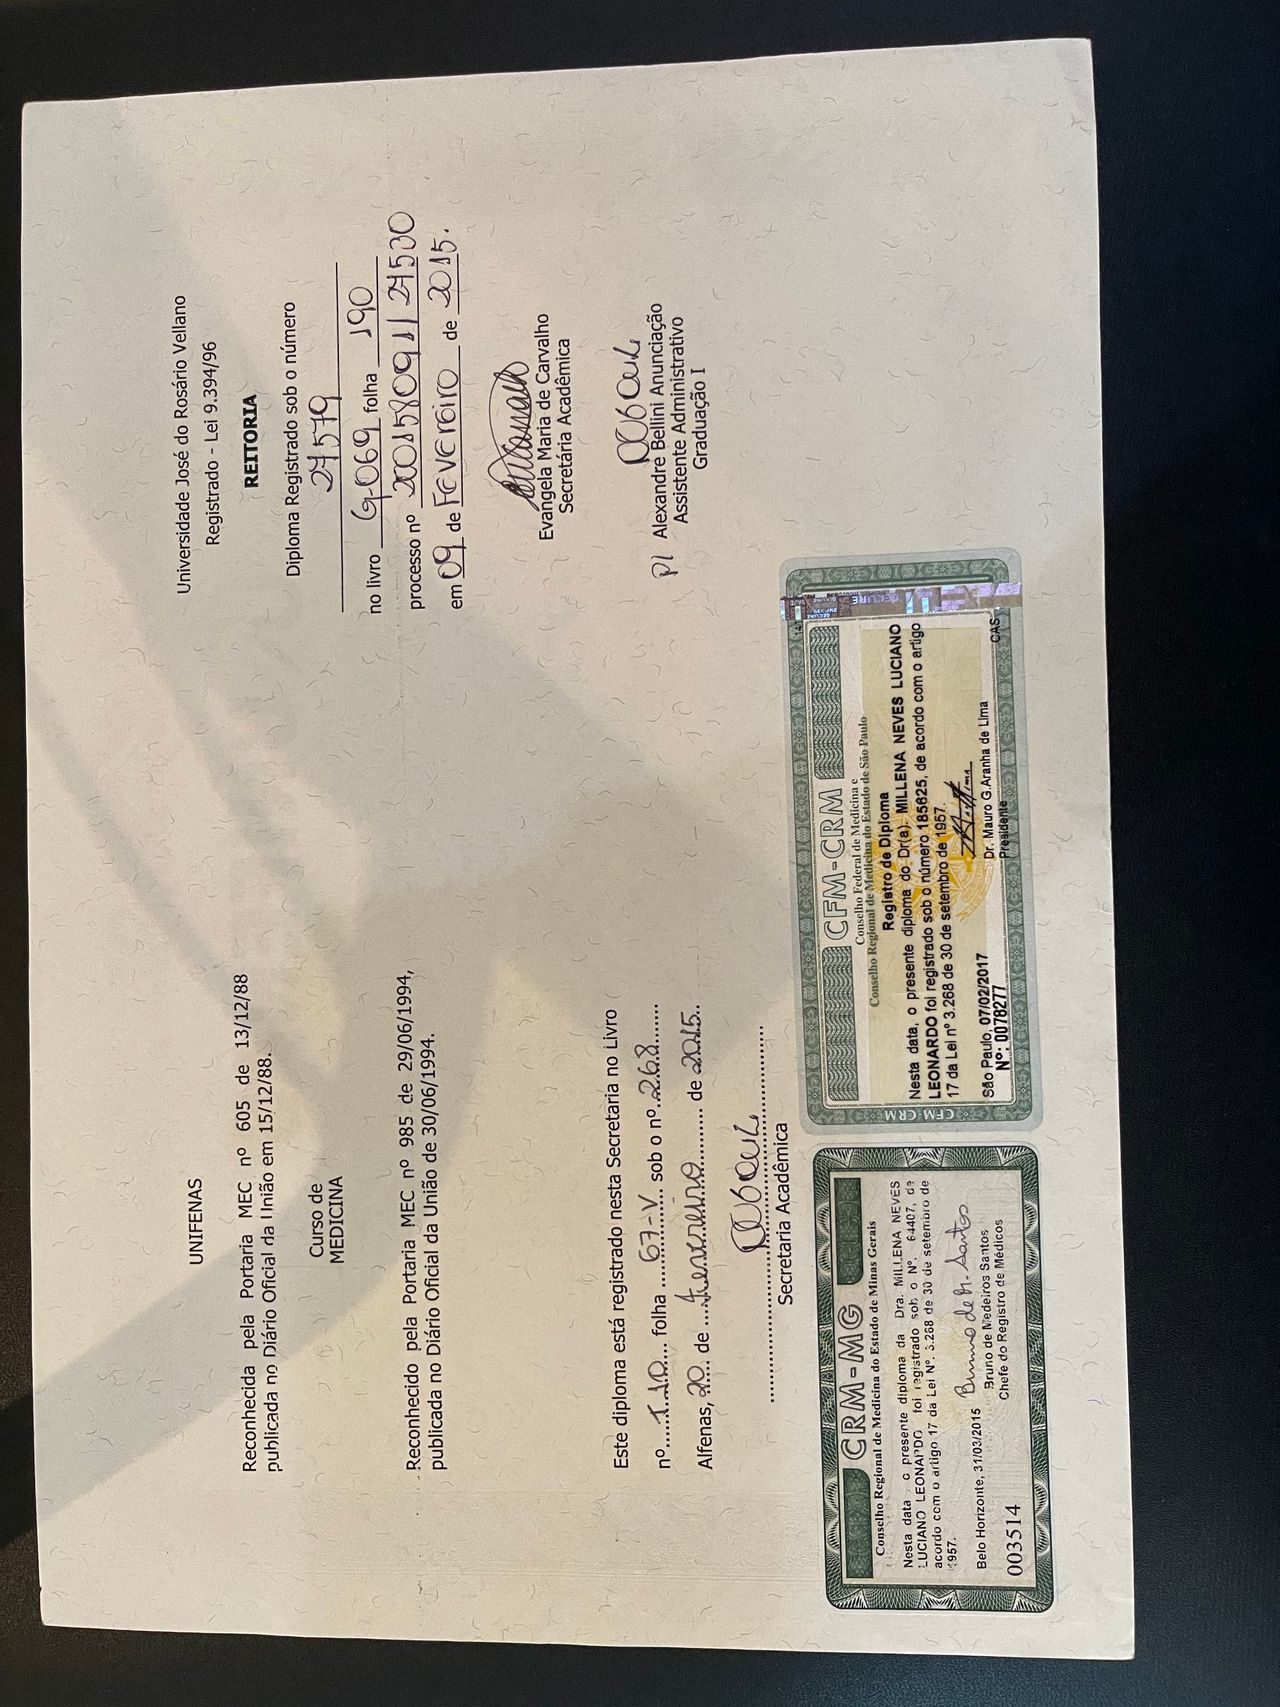 UNIFENAS
Reconhecida pela Portaria MEC nº 605 de 13/12/88
publicada no Diário Oficial da União em 15/12/88.
Curso de
MEDICINA
Reconhecido pela Portaria MEC nº 985 de 29/06/1994,
publicada no Diário Oficial da União de 30/06/1994.
Este diploma está registrado nesta Secretaria no Livro
nº 110 folha 67-V sob o nº 268
Alfenas, 20 de fevereiro de 2015
Secretaria Acadêmica
Universidade José do Rosário Vellano
Registrado - Lei 9.394/96
REITORIA
Diploma Registrado sob o número
27579
no livro G-069 folha 190
processo nº
em 09 de Fevereiro de 2015.
Evangela Maria de Carvalho
Secretária Acadêmica
p/ Alexandre Bellini Anunciação
Assistente Administrativo
Graduação I
CRM-MG
Conselho Regional de Medicina do Estado de Minas Gerais
Nesta data o presente diploma da Dra. MILLENA NEVES
LUCIANO LEONARDO foi registrado sob o Nº. 64407, de
acordo com o artigo 17 da Lei Nº. 3.268 de 30 de setembro de
1957.
Belo Horizonte, 31/03/2015 Bruno de M. Santos
Bruno de Medeiros Santos
Chefe do Registro de Médicos
003514
CFM-CRM
Conselho Federal de Medicina e
Conselho Regional de Medicina do Estado de São Paulo
Registro de Diploma
Nesta data, o presente diploma do Dr(a). MILLENA NEVES LUCIANO
LEONARDO foi registrado sob o número 185625, de acordo com o artigo
17 da Lei nº 3.268 de 30 de setembro de 1957.
São Paulo, 07/02/2017
Nº: 0078277
Dr. Mauro G.Aranha de Lima
Presidente
CAS
CFM-CRM
SECURE